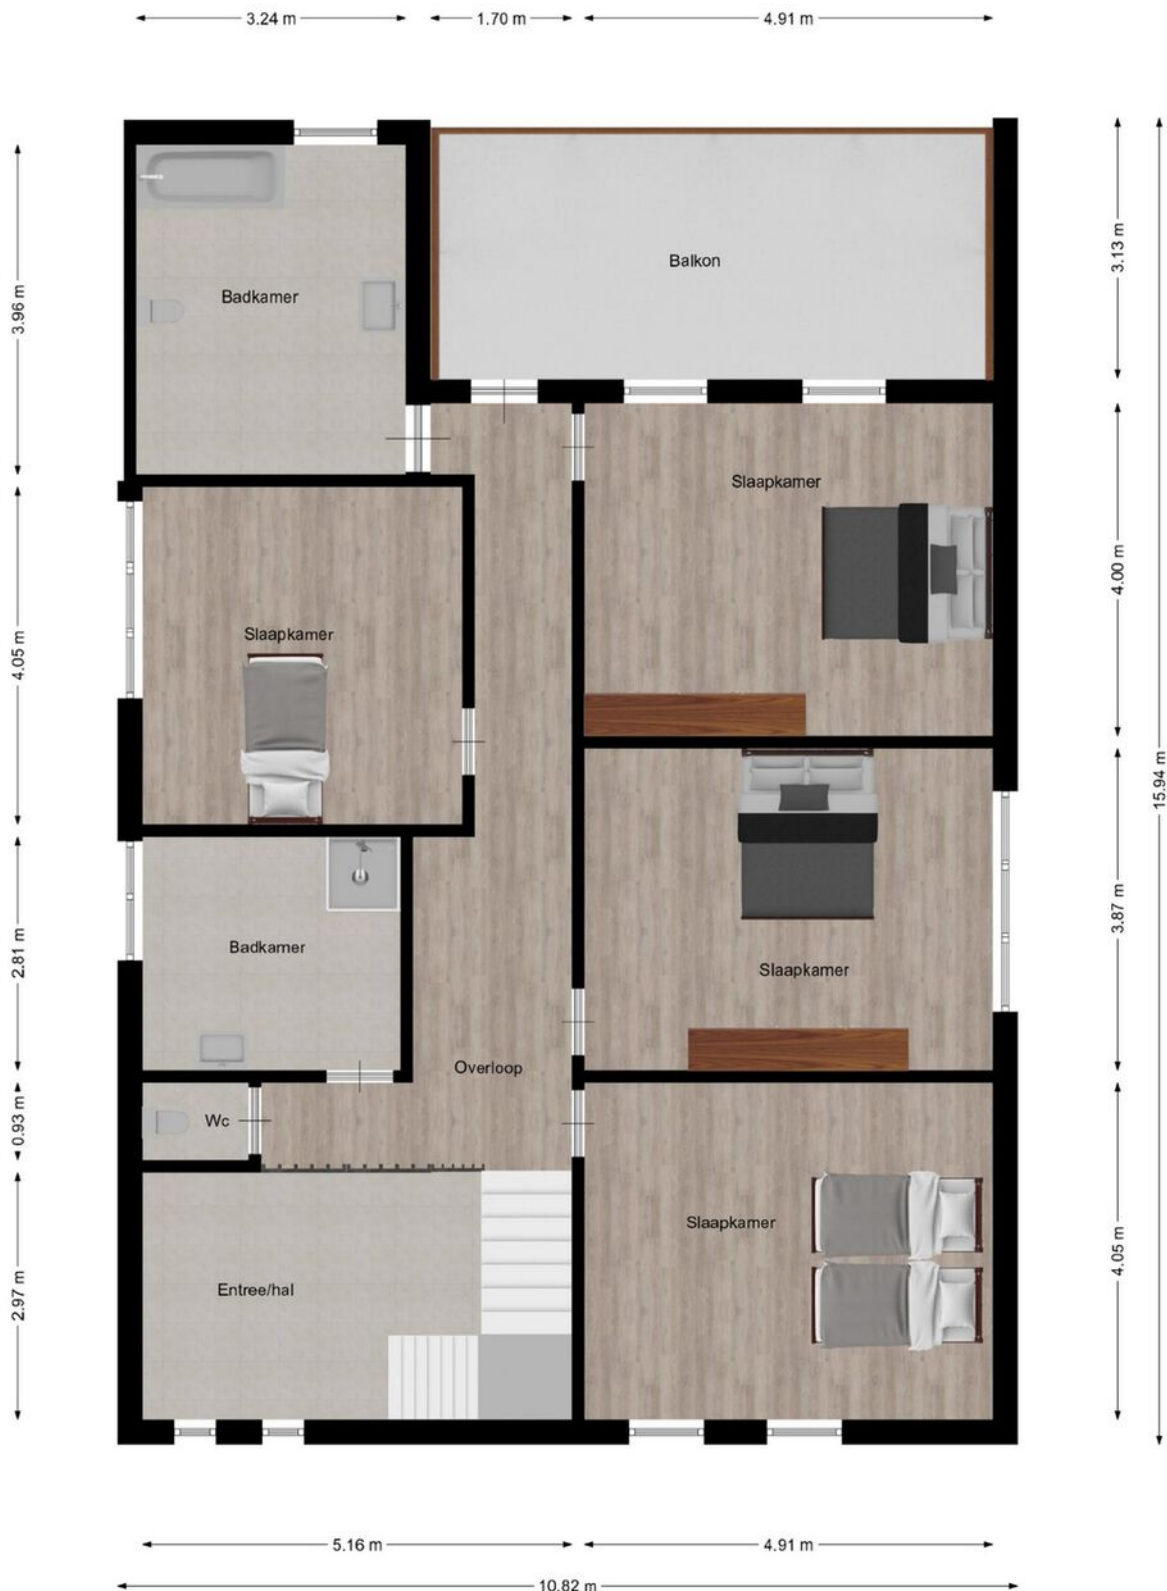 3.24 m
1.70 m
4.91 m
3.13 m
Balkon
3.96 m
Badkamer
Slaapkamer
4.00 m
4.05 m
Slaapkamer
15.94 m
3.87 m
2.81 m
Badkamer
Slaapkamer
Overloop
0.93 m
Wc
Slaapkamer
4.05 m
2.97 m
Entree/hal
5.16 m
4.91 m
10.82 m